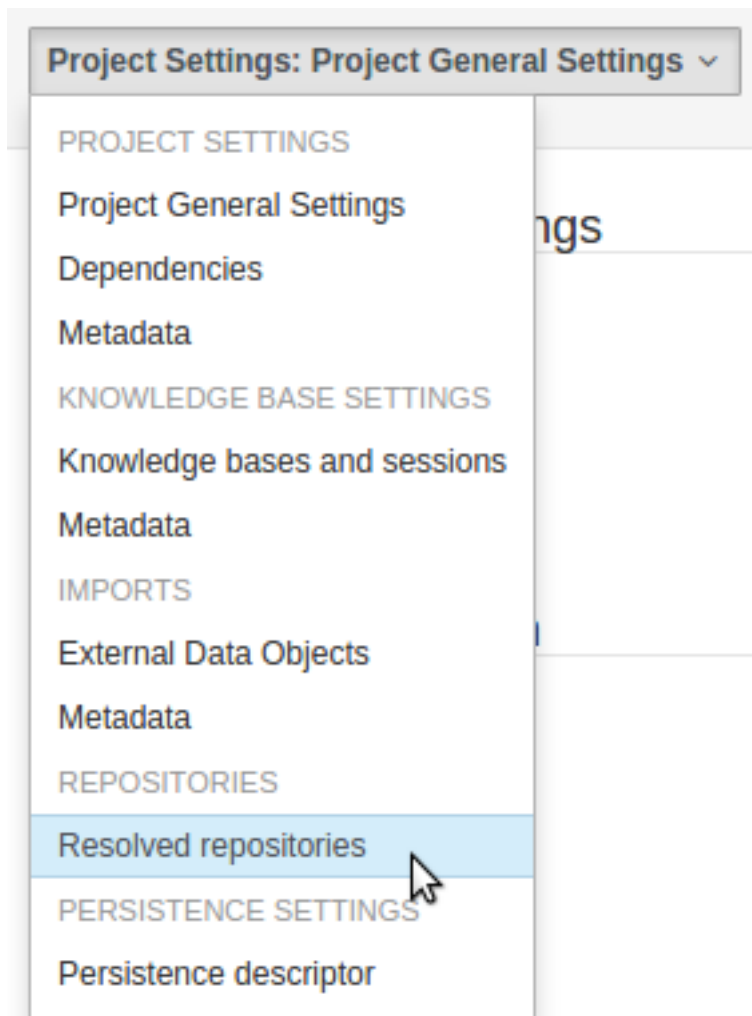 Project Settings: Project General Settings
PROJECT SETTINGS
Project General Settings
ngs
Dependencies
Metadata
KNOWLEDGE BASE SETTINGS
Knowledge bases and sessions
Metadata
IMPORTS
External Data Objects
Metadata
REPOSITORIES
Resolved repositories
PERSISTENCE SETTINGS
Persistence descriptor